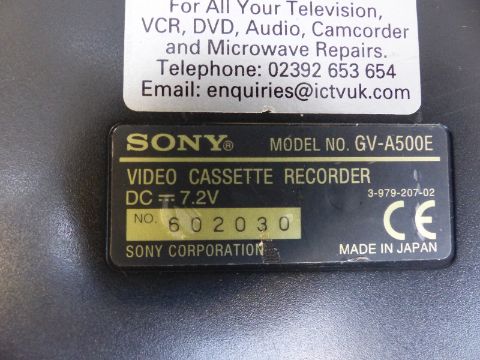 For All Your Television,
VCR, DVD, Audio, Camcorder
and Microwave Repairs.
Telephone: 02392 653 654
Email: enquiries@ictvuk.com
SONY® MODEL NO. GV-A500E
VIDEO CASSETTE RECORDER
DC ⎓ 7.2V
3-979-207-02
NO. 602030
CE
SONY CORPORATION
MADE IN JAPAN